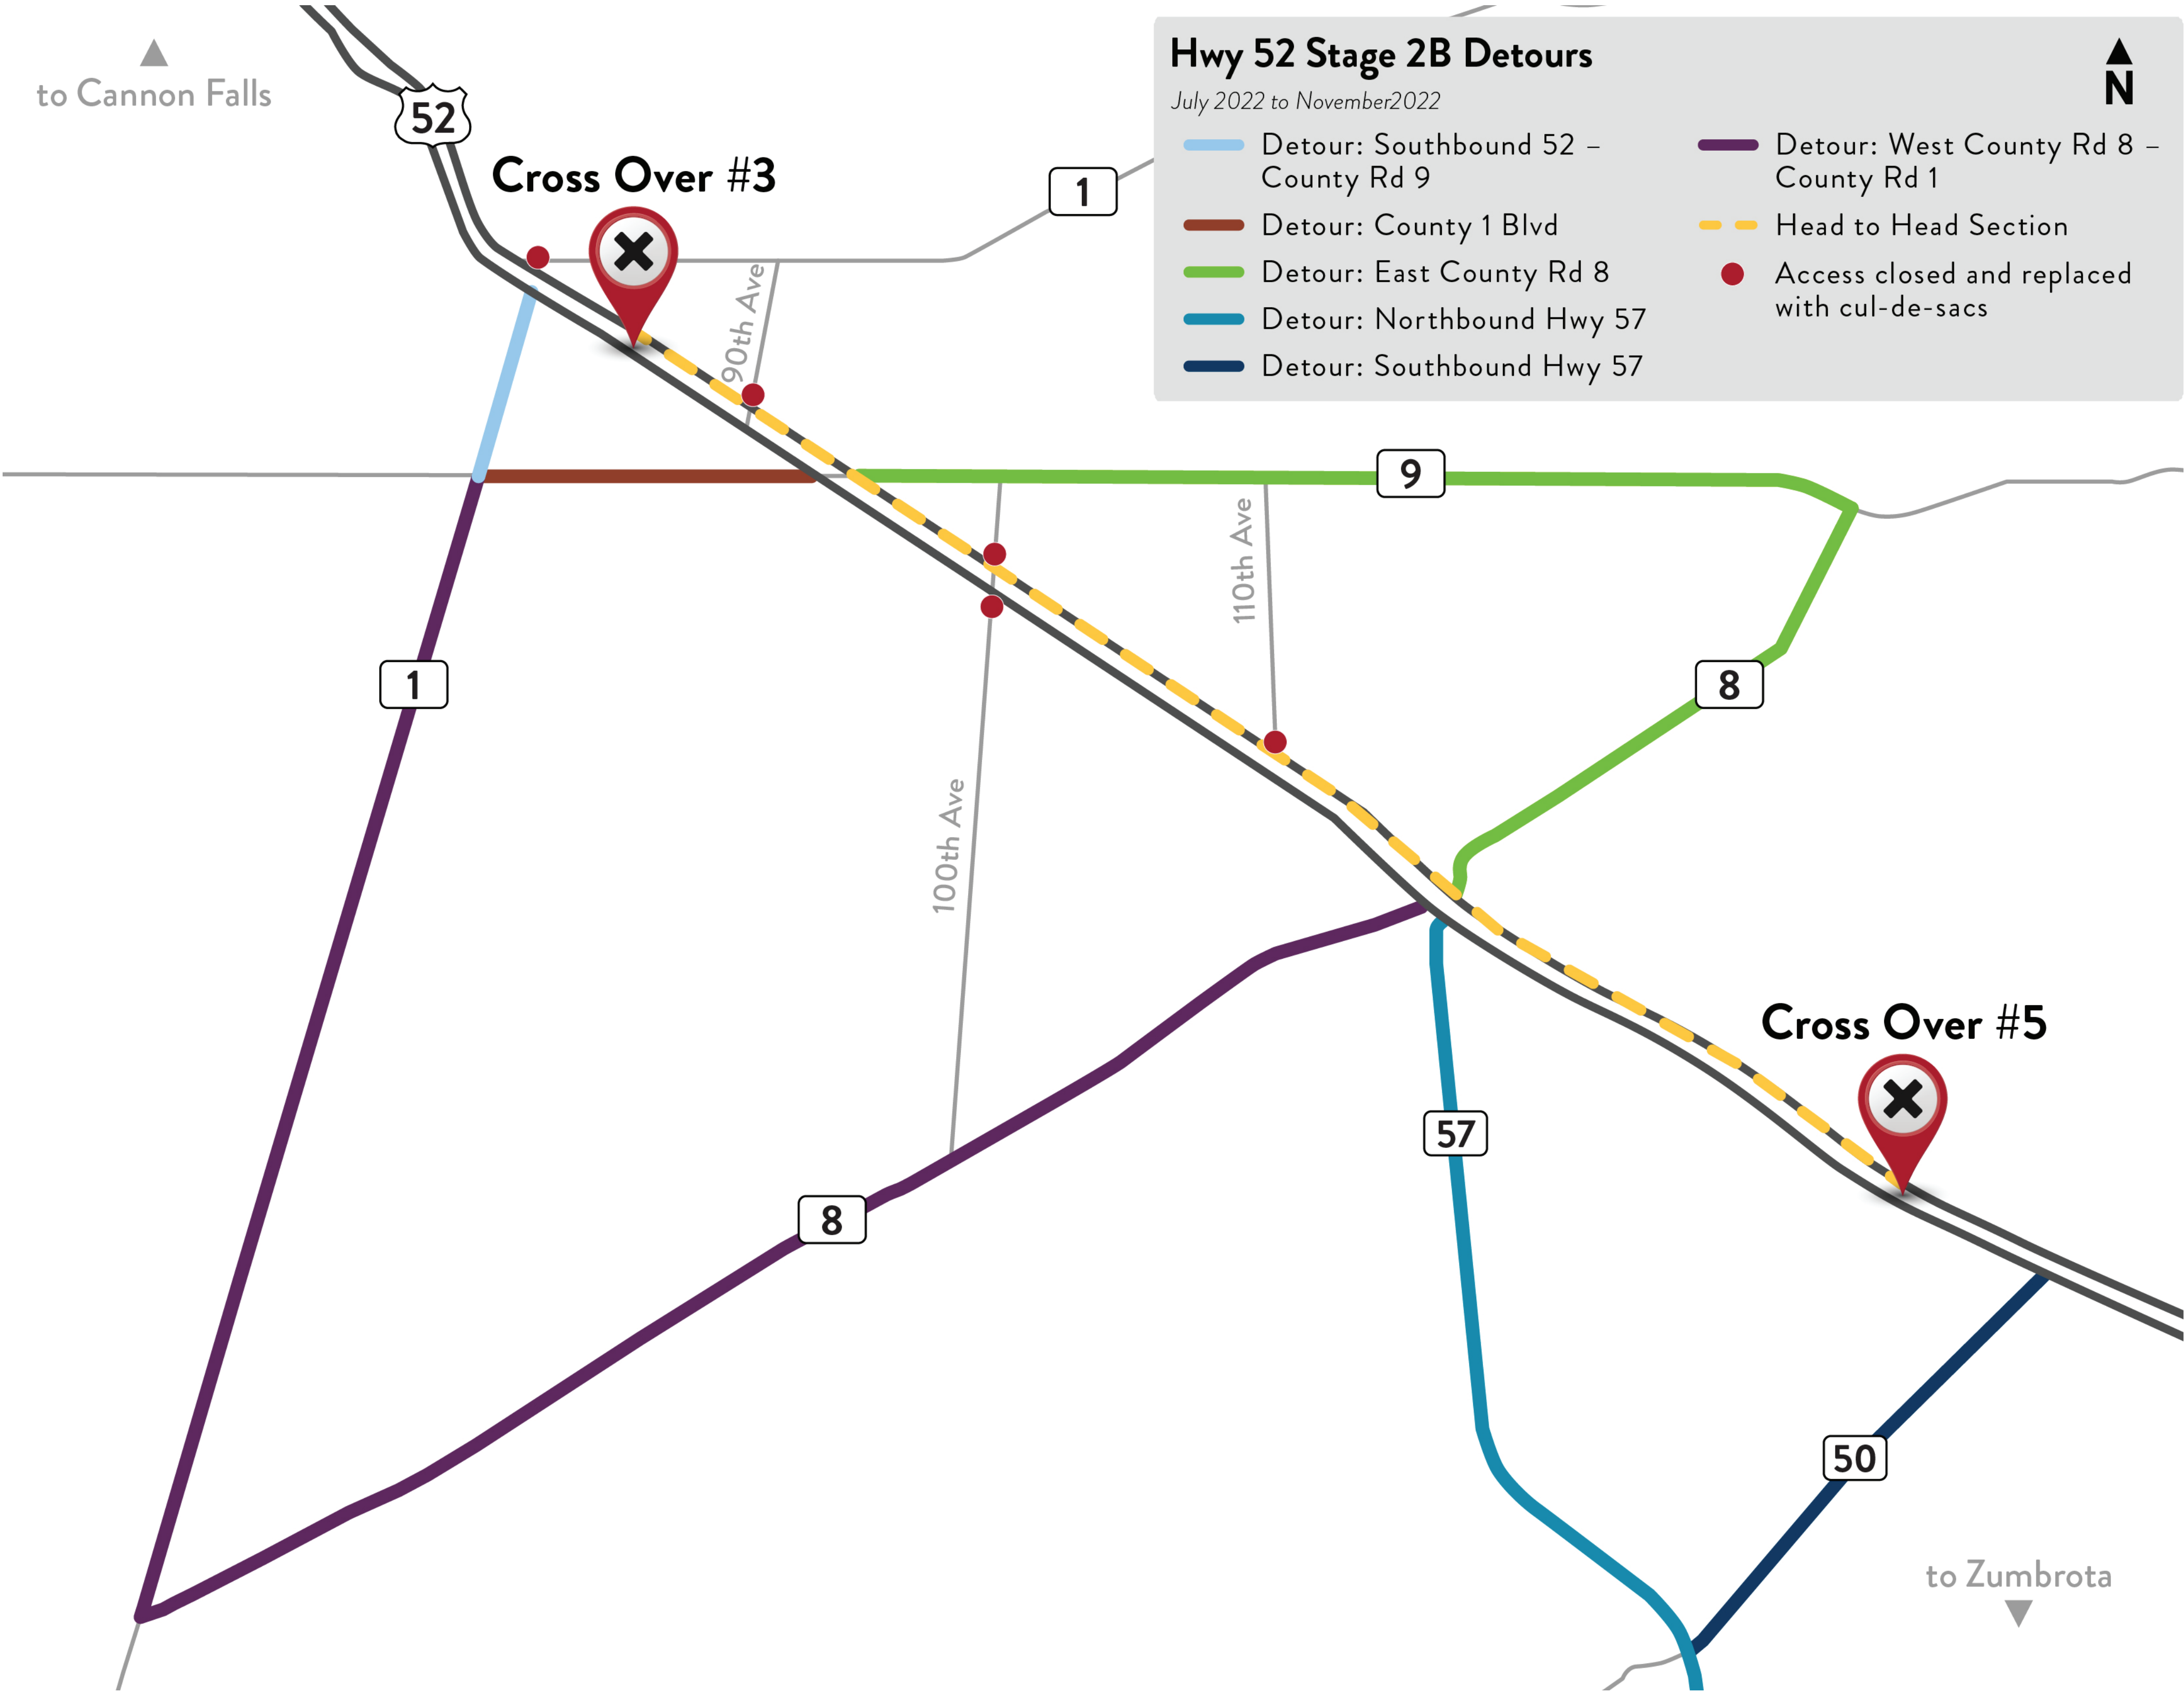 to Cannon Falls
52
Cross Over #3
1
Hwy 52 Stage 2B Detours
N
July 2022 to November2022
Detour: Southbound 52 –
County Rd 9
Detour: County 1 Blvd
Detour: East County Rd 8
Detour: Northbound Hwy 57
Detour: Southbound Hwy 57
Detour: West County Rd 8 –
County Rd 1
Head to Head Section
Access closed and replaced
with cul-de-sacs
90th Ave
9
110th Ave
1
8
100th Ave
Cross Over #5
57
8
50
to Zumbrota